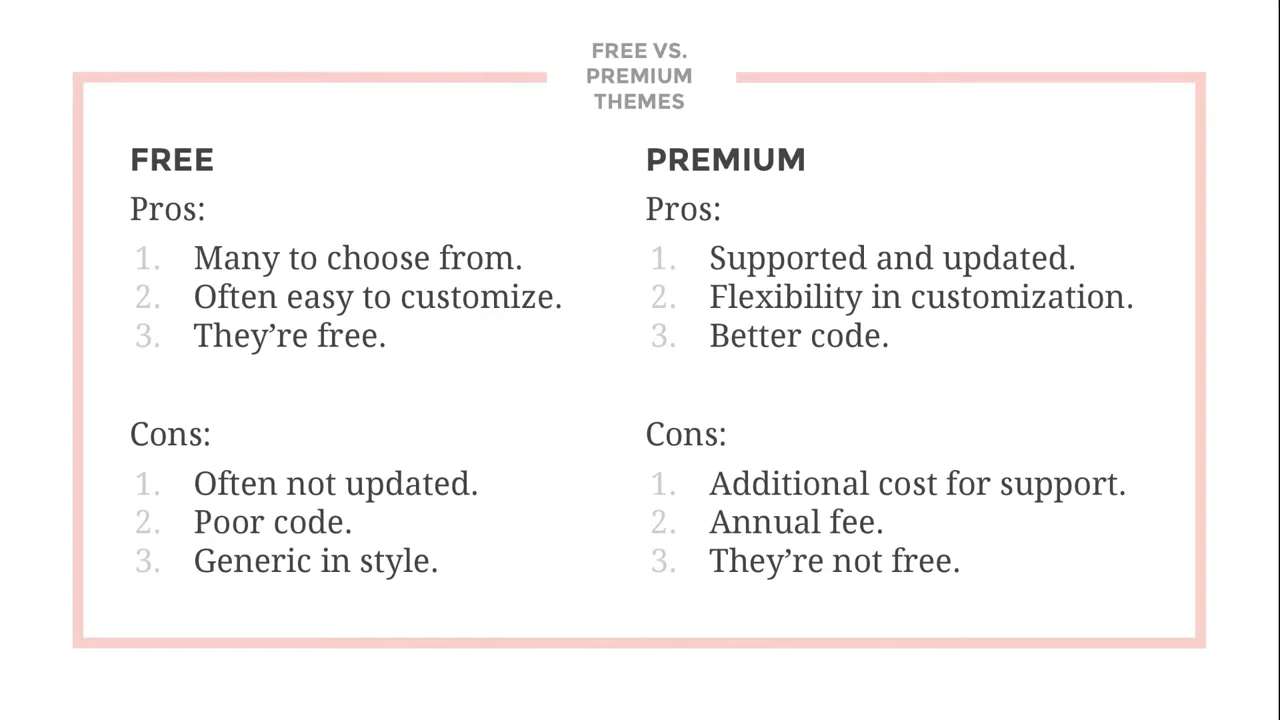 FREE VS.
PREMIUM
THEMES
FREE
Pros:
1. Many to choose from.
2. Often easy to customize.
3. They’re free.
Cons:
1. Often not updated.
2. Poor code.
3. Generic in style.
PREMIUM
Pros:
1. Supported and updated.
2. Flexibility in customization.
3. Better code.
Cons:
1. Additional cost for support.
2. Annual fee.
3. They’re not free.